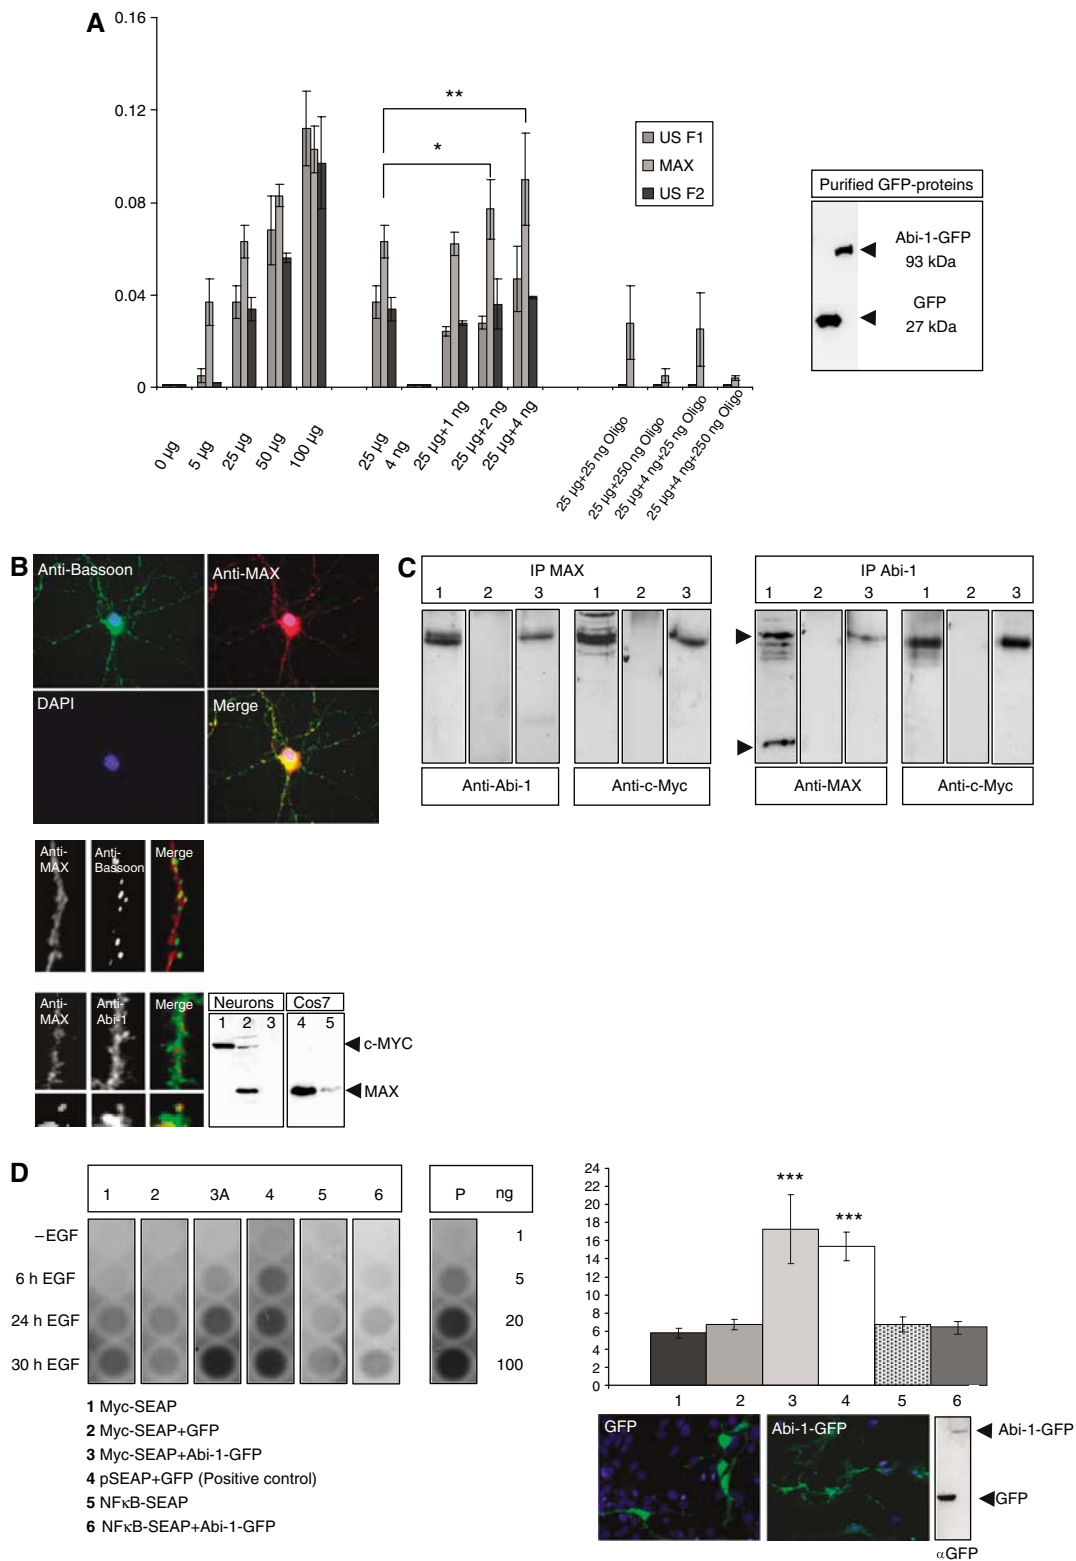 A
0.16
0.12
0.08
0.04
0
**
*
US F1
MAX
US F2
0 µg
5 µg
25 µg
50 µg
100 µg
25 µg
4 ng
25 µg+1 ng
25 µg+2 ng
25 µg+4 ng
25 µg+25 ng Oligo
25 µg+250 ng Oligo
25 µg+4 ng+25 ng Oligo
25 µg+4 ng+250 ng Oligo
Purified GFP-proteins
Abi-1-GFP
93 kDa
GFP
27 kDa
B
Anti-Bassoon
Anti-MAX
DAPI
Merge
Anti-
MAX
Anti-
Bassoon
Merge
Anti-
MAX
Anti-
Abi-1
Merge
Neurons
Cos7
1 2 3 4 5
c-MYC
MAX
C
IP MAX
1 2 3 1 2 3
Anti-Abi-1
Anti-c-Myc
IP Abi-1
1 2 3 1 2 3
Anti-MAX
Anti-c-Myc
D
1 2 3A 4 5 6
P ng
–EGF
1
6 h EGF
5
24 h EGF
20
30 h EGF
100
1 Myc-SEAP
2 Myc-SEAP+GFP
3 Myc-SEAP+Abi-1-GFP
4 pSEAP+GFP (Positive control)
5 NFκB-SEAP
6 NFκB-SEAP+Abi-1-GFP
24
22
20
18
16
14
12
10
8
6
4
2
0
***
***
1 2 3 4 5 6
GFP
Abi-1-GFP
Abi-1-GFP
GFP
αGFP